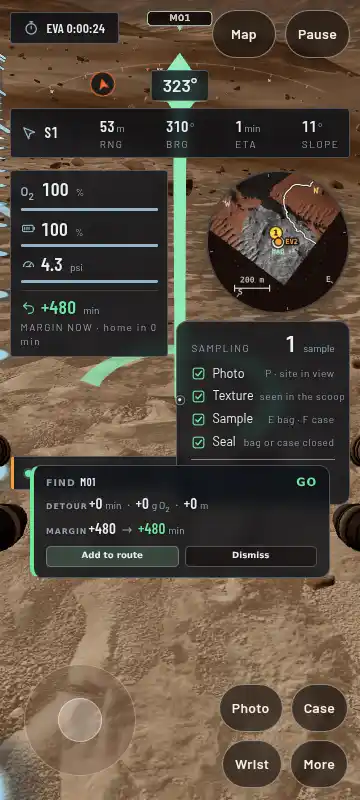 EVA 0:00:24
M01
Map
Pause
323°
S1
53 m
RNG
310°
BRG
1 min
ETA
11°
SLOPE
O₂ 100 %
100 %
4.3 psi
+480 min
MARGIN NOW · home in 0
min
N
W
1
EV2
200 m
E
S
SAMPLING 1 sample
Photo P · site in view
Texture seen in the scoop
Sample E bag · F case
Seal bag or case closed
FIND M01 GO
DETOUR +0 min · +0 g O₂ · +0 m
MARGIN +480 → +480 min
Add to route
Dismiss
Photo
Case
Wrist
More